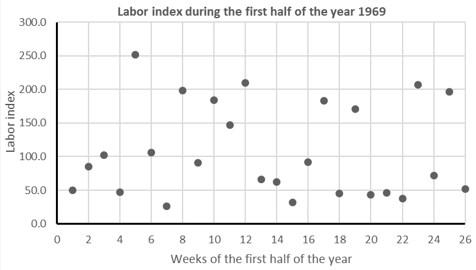 Labor index during the first half of the year 1969
300.0
250.0
200.0
150.0
100.0
50.0
0.0
Labor index
0 2 4 6 8 10 12 14 16 18 20 22 24 26
Weeks of the first half of the year